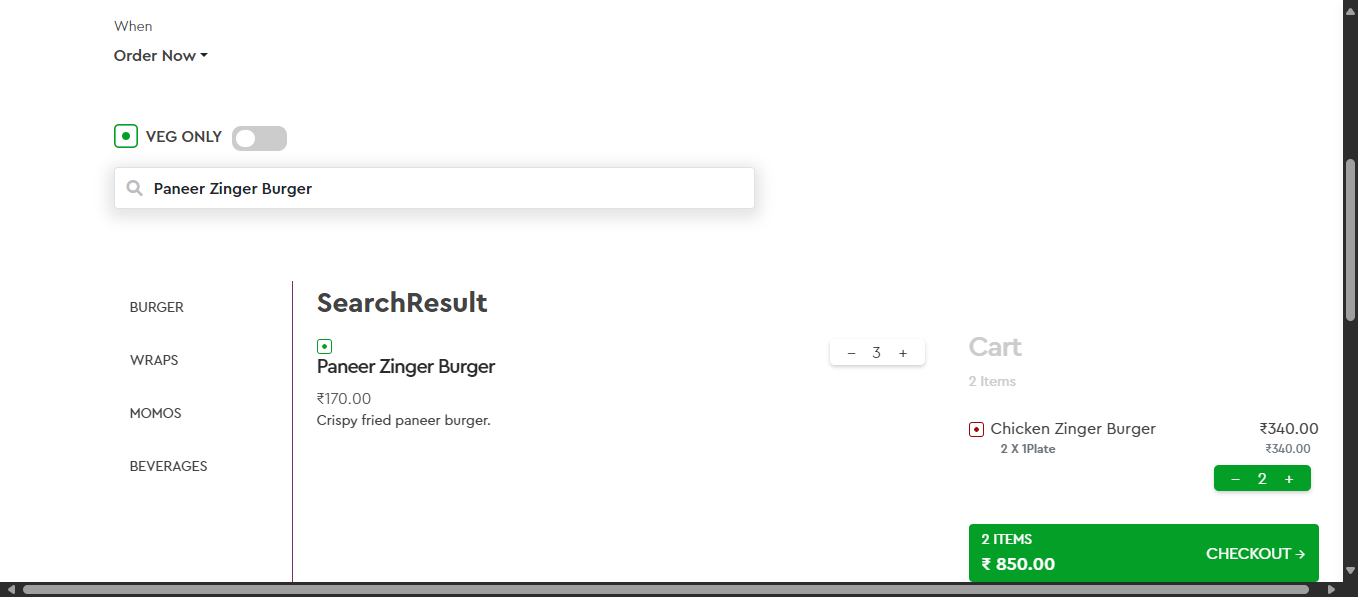 When
Order Now
VEG ONLY
Paneer Zinger Burger
BURGER
WRAPS
MOMOS
BEVERAGES
SearchResult
Paneer Zinger Burger
₹170.00
Crispy fried paneer burger.
– 3 +
Cart
2 Items
Chicken Zinger Burger ₹340.00
2 X 1Plate ₹340.00
– 2 +
2 ITEMS
₹ 850.00
CHECKOUT →